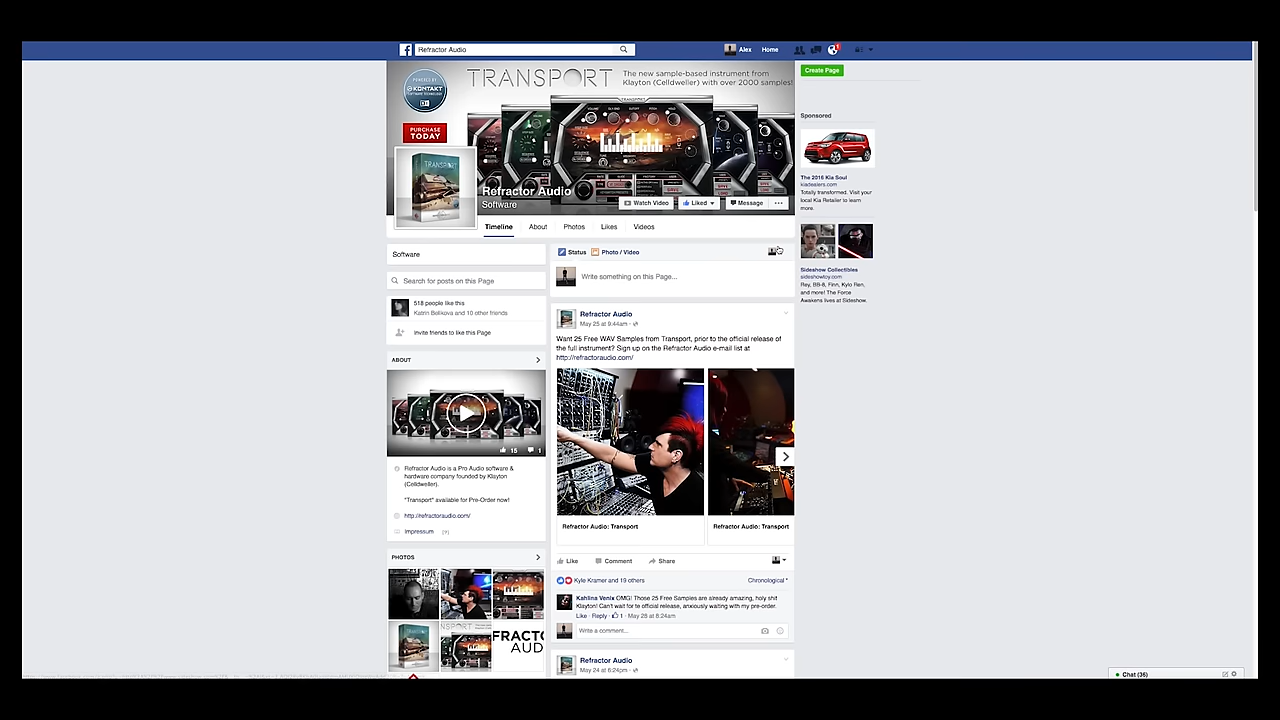 Refractor Audio
Alex
Home
POWERED BY
KONTAKT
TRANSPORT
The new sample-based instrument from
Klayton (Celldweller) with over 2000 samples!
PURCHASE
TODAY
TRANSPORT
TRANSPORT
Refractor Audio
Software
Watch Video
Liked
Message
Timeline
About
Photos
Likes
Videos
Create Page
Sponsored
The 2016 Kia Soul
kiadealers.com
Totally transformed. Visit your
local Kia Retailer to learn
more.
Sideshow Collectibles
sideshowtoy.com
Rey, BB-8, Finn, Kylo Ren,
and more! The Force
Awakens lives at Sideshow.
Software
Search for posts on this Page
518 people like this
Katrin Belikova and 10 other friends
Invite friends to like this Page
ABOUT
15
1
Refractor Audio is a Pro Audio software &
hardware company founded by Klayton
(Celldweller).
"Transport" available for Pre-Order now!
http://refractoraudio.com/
Impressum
[?]
PHOTOS
TRANSPORT
TRANSPORT
FRACTO
AUD
Status
Photo / Video
Write something on this Page...
Refractor Audio
May 25 at 9:44am ·
Want 25 Free WAV Samples from Transport, prior to the official release of
the full instrument? Sign up on the Refractor Audio e-mail list at
http://refractoraudio.com/
Refractor Audio: Transport
Refractor Audio: Transport
Like
Comment
Share
Kyle Kramer and 19 others
Chronological
Kahlina Venix OMG! Those 25 Free Samples are already amazing, holy shit
Klayton! Can't wait for te official release, anxiously waiting with my pre-order.
Like · Reply · 1 · May 28 at 8:24am
Write a comment...
Refractor Audio
May 24 at 6:24pm ·
Chat (36)